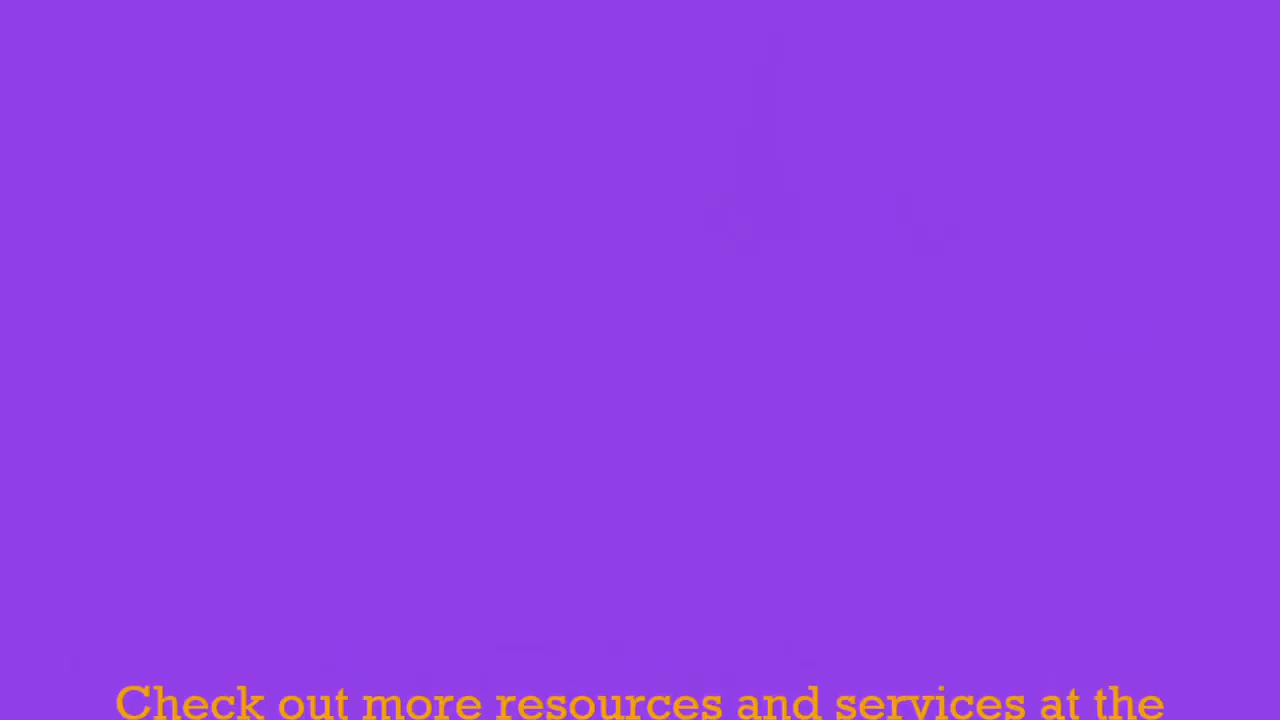 Check out more resources and services at the